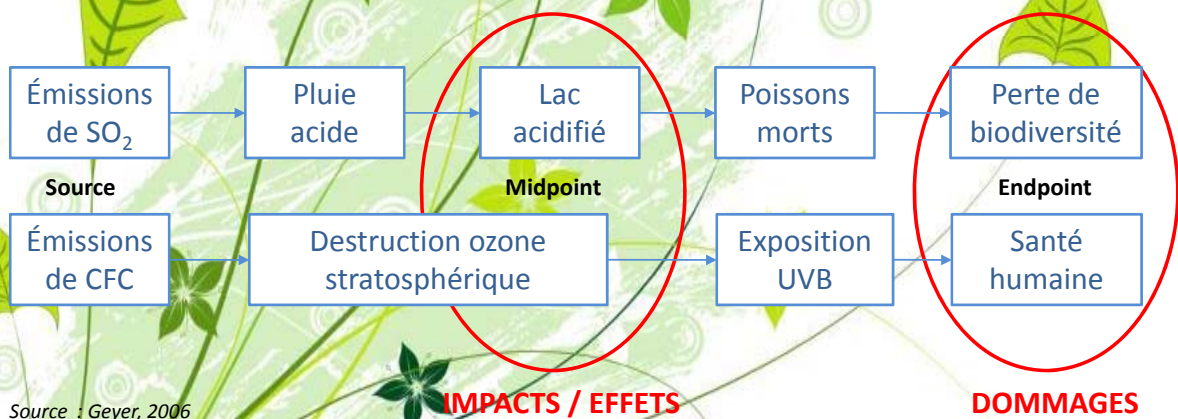 Émissions
de SO₂
Pluie
acide
Lac
acidifié
Poissons
morts
Perte de
biodiversité
Source
Midpoint
Endpoint
Émissions
de CFC
Destruction ozone
stratosphérique
Exposition
UVB
Santé
humaine
Source : Geyer, 2006
IMPACTS / EFFETS
DOMMAGES